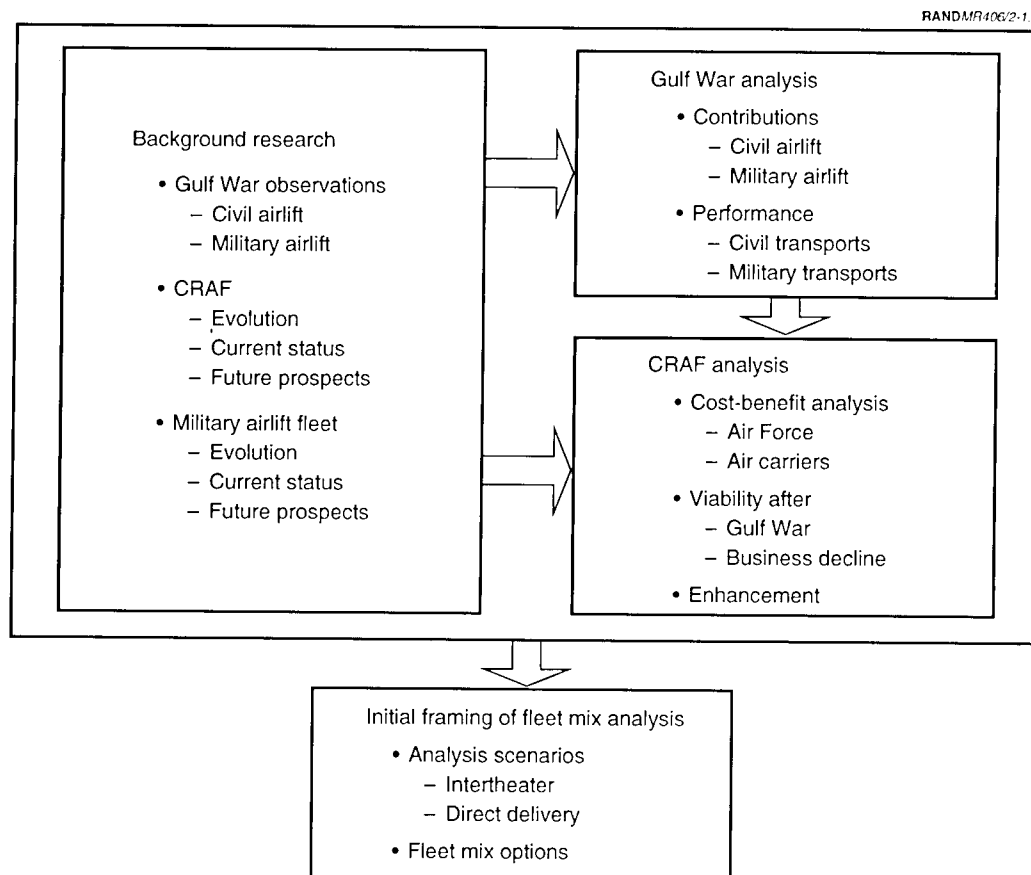 RANDMR406/2-1.
Background research
• Gulf War observations
– Civil airlift
– Military airlift
• CRAF
– Evolution
– Current status
– Future prospects
• Military airlift fleet
– Evolution
– Current status
– Future prospects
Gulf War analysis
• Contributions
– Civil airlift
– Military airlift
• Performance
– Civil transports
– Military transports
CRAF analysis
• Cost-benefit analysis
– Air Force
– Air carriers
• Viability after
– Gulf War
– Business decline
• Enhancement
Initial framing of fleet mix analysis
• Analysis scenarios
– Intertheater
– Direct delivery
• Fleet mix options